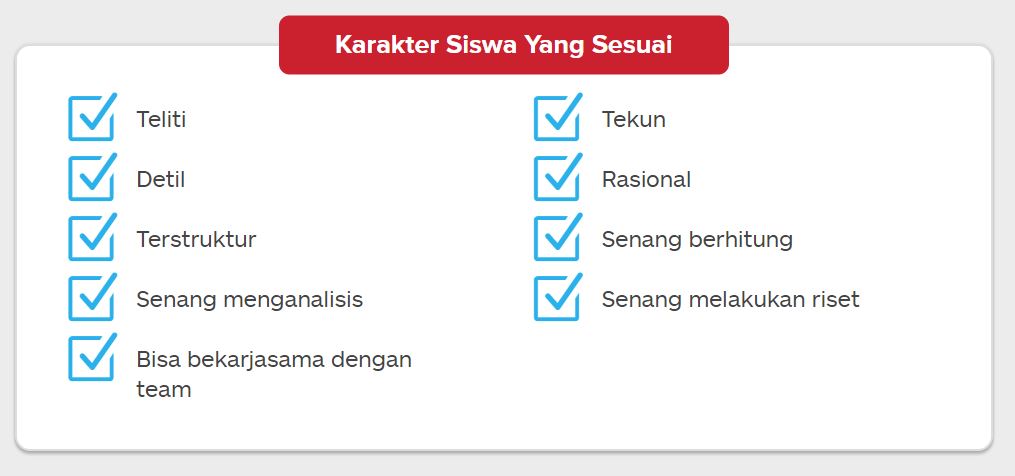 Karakter Siswa Yang Sesuai
Teliti
Detil
Terstruktur
Senang menganalisis
Bisa bekarjasama dengan
team
Tekun
Rasional
Senang berhitung
Senang melakukan riset